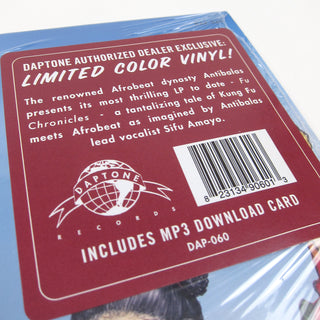 DAPTONE AUTHORIZED DEALER EXCLUSIVE:
LIMITED COLOR VINYL!
The renowned Afrobeat dynasty Antibalas
presents its most thrilling LP to date - Fu
Chronicles - a tantalizing tale of Kung Fu
meets Afrobeat as imagined by Antibalas
lead vocalist Sifu Amayo.
DAPTONE
RECORDS
8 23134 90601 3
INCLUDES MP3 DOWNLOAD CARD
DAP-060